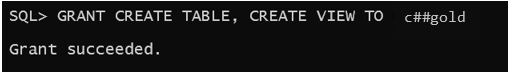 SQL> GRANT CREATE TABLE, CREATE VIEW TO c##gold
Grant succeeded.